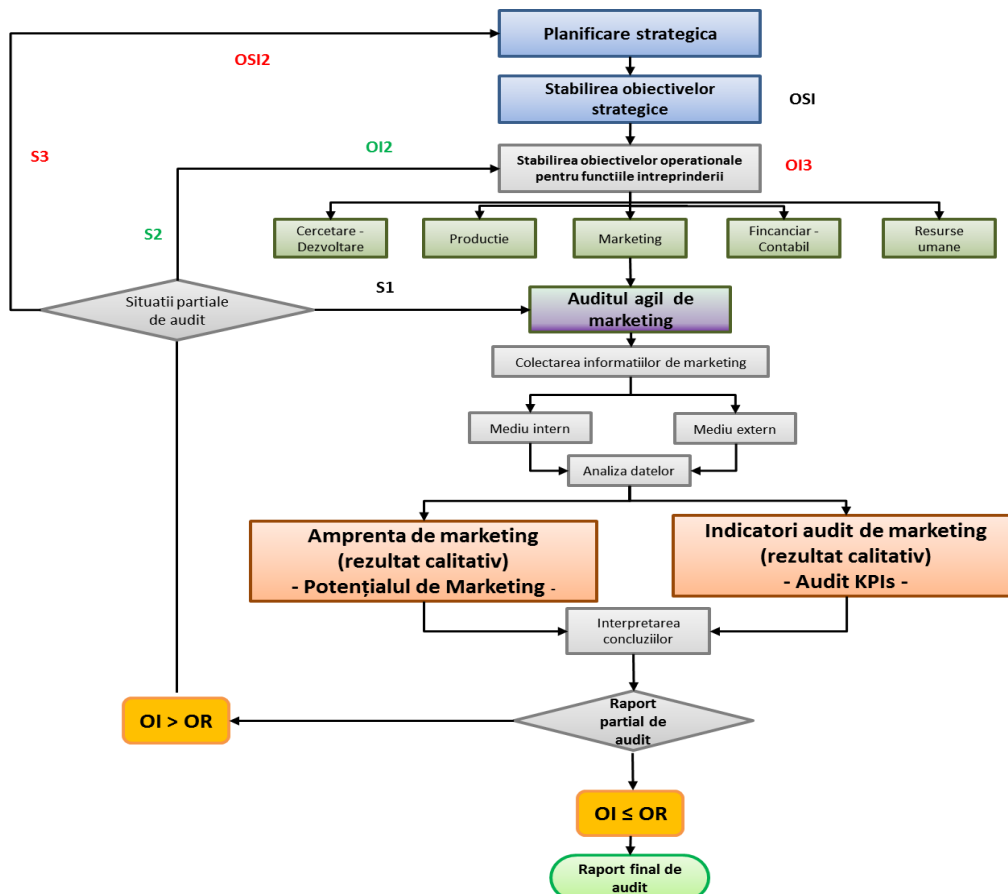 Planificare strategica
OSI2
Stabilirea obiectivelor
strategice
OSI
S3
OI2
Stabilirea obiectivelor operationale
pentru functiile intreprinderii
OI3
S2
Cercetare -
Dezvoltare
Productie
Marketing
Fincanciar -
Contabil
Resurse
umane
S1
Situatii partiale
de audit
Auditul agil de
marketing
Colectarea informatiilor de marketing
Mediu intern
Mediu extern
Analiza datelor
Amprenta de marketing
(rezultat calitativ)
- Potențialul de Marketing -
Indicatori audit de marketing
(rezultat calitativ)
- Audit KPIs -
Interpretarea
concluziilor
Raport
partial de
audit
OI > OR
OI ≤ OR
Raport final de
audit